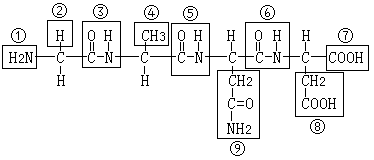 ① ② ③ ④ ⑤ ⑥ ⑦
H O H CH3 O H H O H H
H2N C C N C C N C C N C COOH
H H CH2 CH2
C=O COOH
NH2 ⑧
⑨